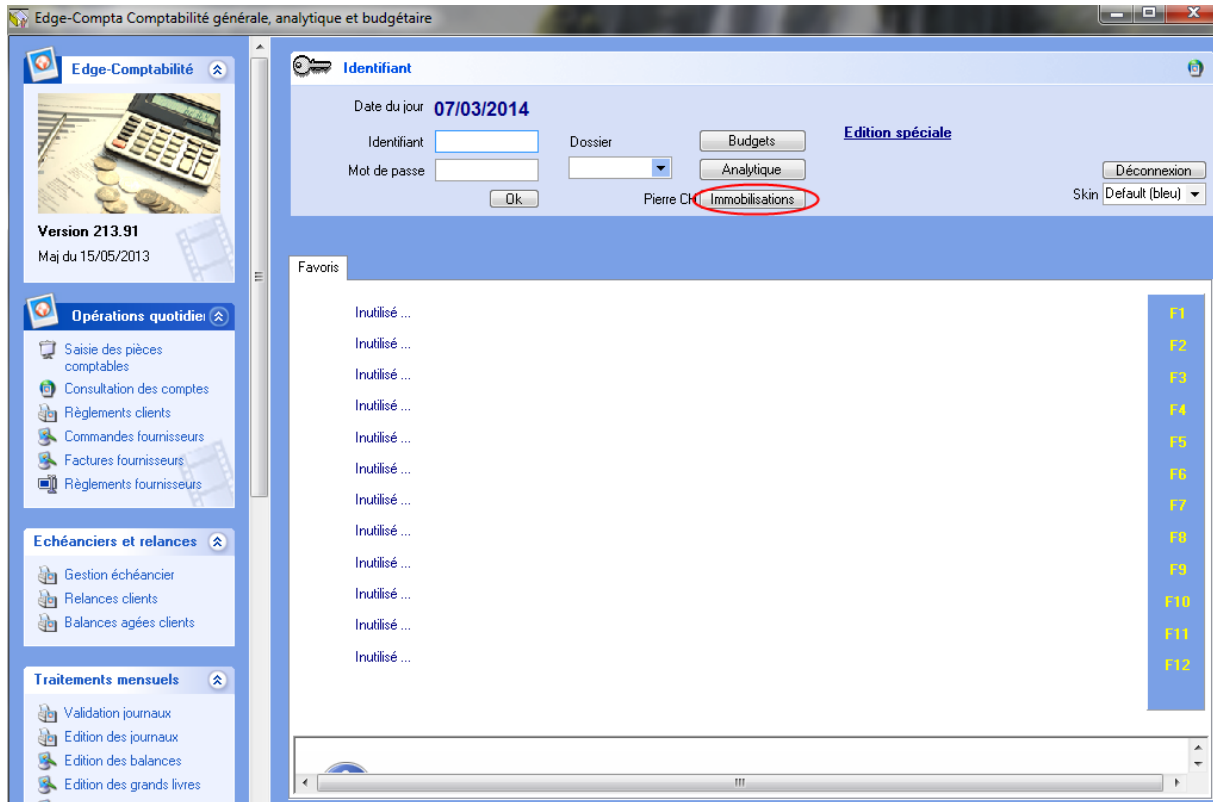 Edge-Compta Comptabilité générale, analytique et budgétaire
Edge-Comptabilité
Version 213.91
Maj du 15/05/2013
Opérations quotidie
Saisie des pièces
comptables
Consultation des comptes
Règlements clients
Commandes fournisseurs
Factures fournisseurs
Règlements fournisseurs
Echéanciers et relances
Gestion échéancier
Relances clients
Balances agées clients
Traitements mensuels
Validation journaux
Edition des journaux
Edition des balances
Edition des grands livres
Identifiant
Date du jour 07/03/2014
Identifiant Dossier Budgets Edition spéciale
Mot de passe Analytique Déconnexion
Ok Pierre CH Immobilisations Skin Default (bleu)
Favoris
Inutilisé ... F1
Inutilisé ... F2
Inutilisé ... F3
Inutilisé ... F4
Inutilisé ... F5
Inutilisé ... F6
Inutilisé ... F7
Inutilisé ... F8
Inutilisé ... F9
Inutilisé ... F10
Inutilisé ... F11
Inutilisé ... F12